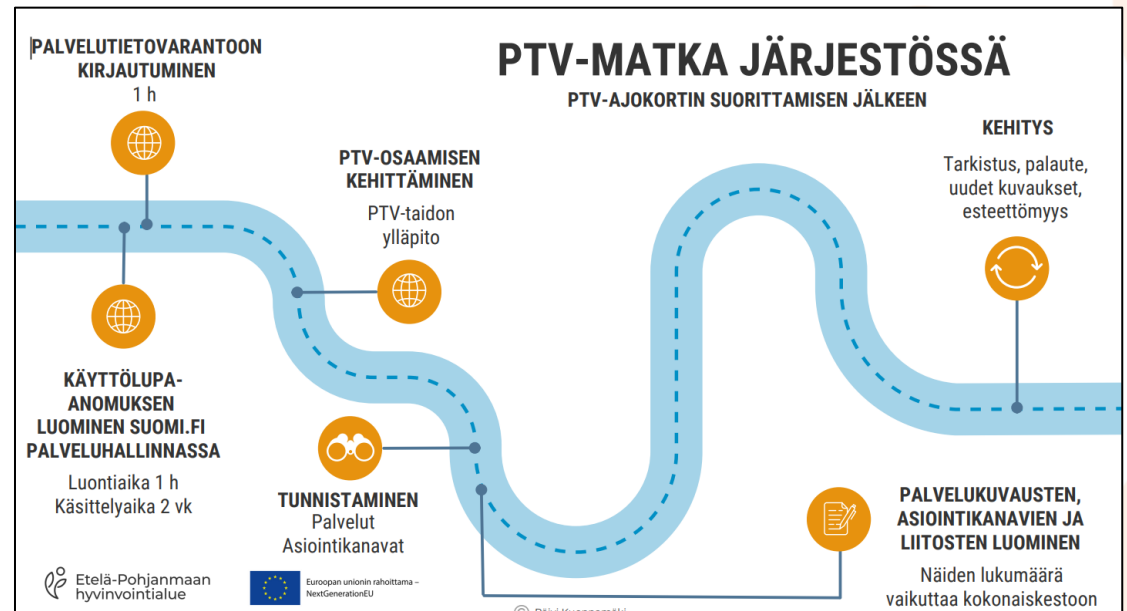 PTV-MATKA JÄRJESTÖSSÄ
PTV-AJOKORTIN SUORITTAMISEN JÄLKEEN
PALVELUTIETOVARANTOON
KIRJAUTUMINEN
1 h
KÄYTTÖLUPA-
ANOMUKSEN
LUOMINEN SUOMI.FI
PALVELUHALLINNASSA
Luontiaika 1 h
Käsittelyaika 2 vk
PTV-OSAAMISEN
KEHITTÄMINEN
PTV-taidon
ylläpito
TUNNISTAMINEN
Palvelut
Asiointikanavat
PALVELUKUVAUSTEN,
ASIOINTIKANAVIEN JA
LIITOSTEN LUOMINEN
Näiden lukumäärä
vaikuttaa kokonaiskestoon
KEHITYS
Tarkistus, palaute,
uudet kuvaukset,
esteettömyys
Etelä-Pohjanmaan
hyvinvointialue
Euroopan unionin rahoittama –
NextGenerationEU